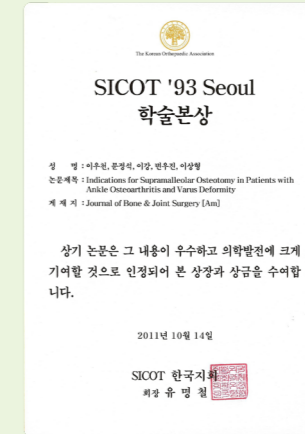 The Korean Orthopaedic Association
SICOT '93 Seoul
학술본상
성 명 : 이우천, 문정석, 이강, 변우진, 이상형
논문제목 : Indications for Supramalleolar Osteotomy in Patients with
Ankle Osteoarthritis and Varus Deformity
게 재 지 : Journal of Bone & Joint Surgery [Am]
상기 논문은 그 내용이 우수하고 의학발전에 크게
기여할 것으로 인정되어 본 상장과 상금을 수여합
니다.
2011년 10월 14일
SICOT 한국지회
회장 유 명 철